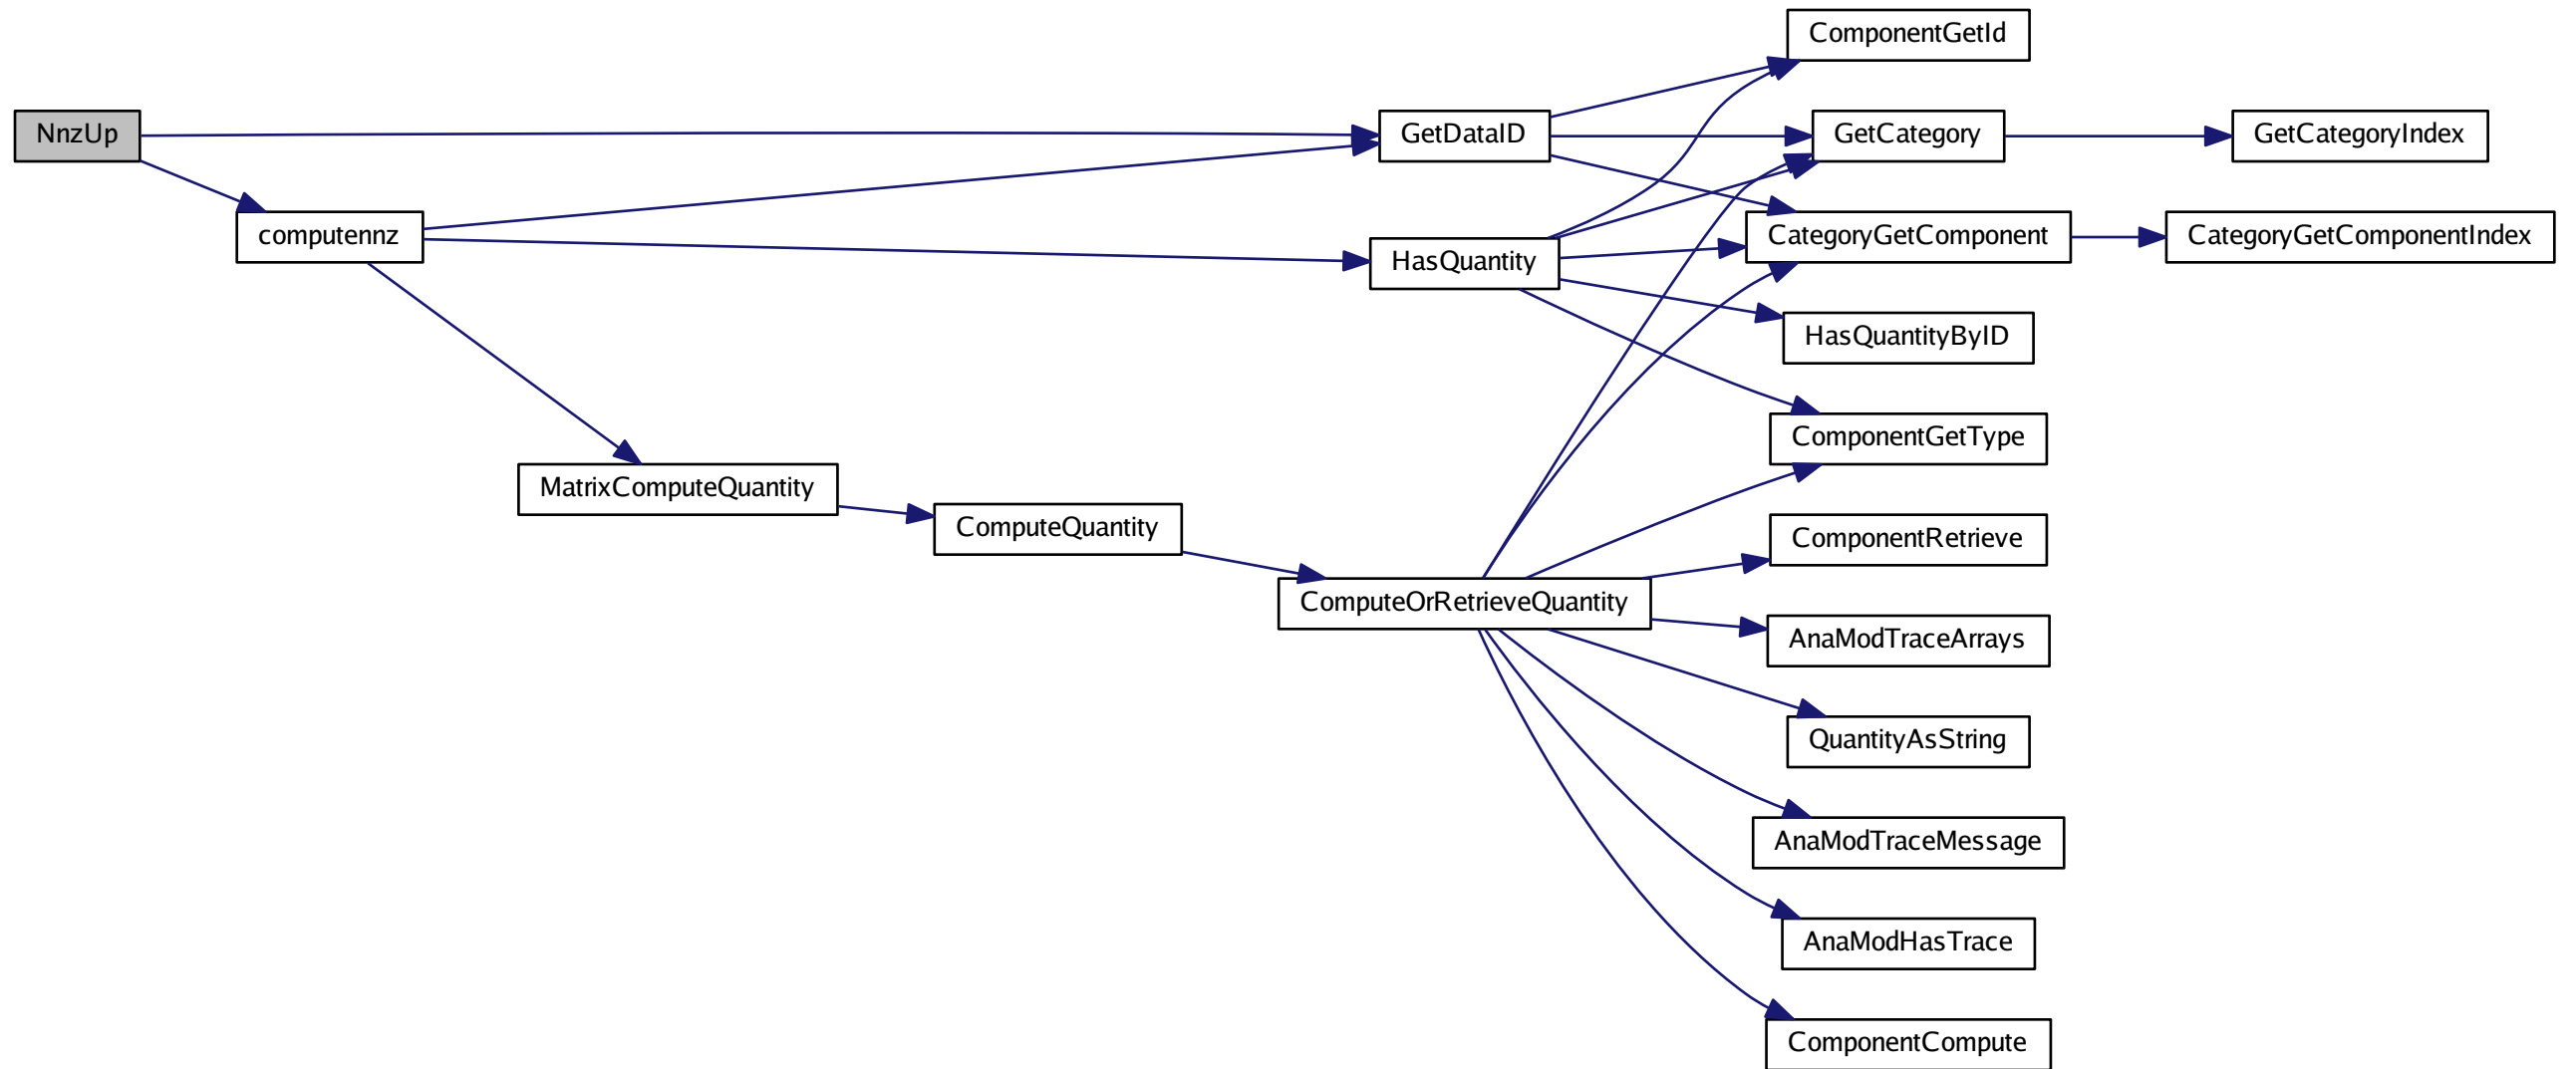 ComponentGetId
NnzUp
GetDataID
GetCategory
GetCategoryIndex
computennz
HasQuantity
CategoryGetComponent
CategoryGetComponentIndex
HasQuantityByID
ComponentGetType
MatrixComputeQuantity
ComputeQuantity
ComponentRetrieve
ComputeOrRetrieveQuantity
AnaModTraceArrays
QuantityAsString
AnaModTraceMessage
AnaModHasTrace
ComponentCompute